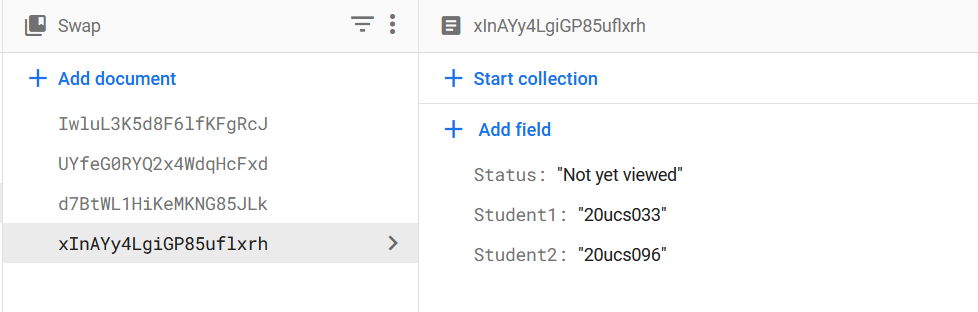 Swap
Add document
IwluL3K5d8F6lfKFgRcJ
UYfeG0RYQ2x4WdqHcFxd
d7BtWL1HiKeMKNG85JLk
xInAYy4LgiGP85uflxrh
xInAYy4LgiGP85uflxrh
Start collection
Add field
Status: "Not yet viewed"
Student1: "20ucs033"
Student2: "20ucs096"